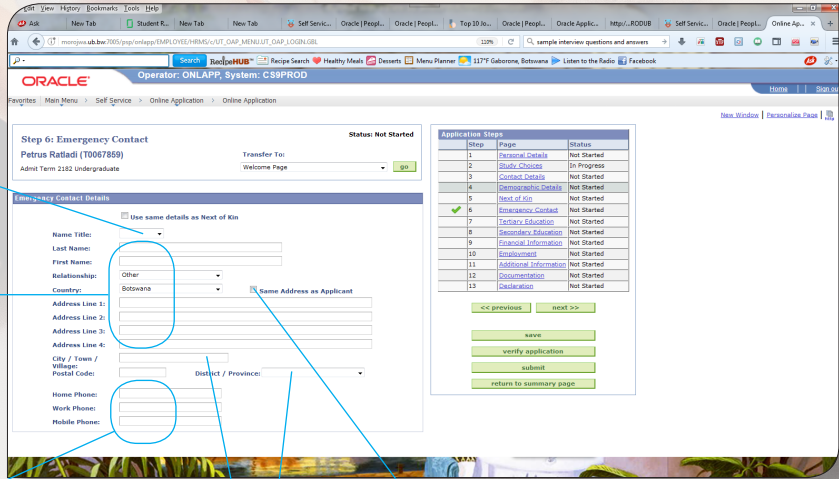 Edit View History Bookmarks Tools Help
Ask New Tab Student R... New Tab New Tab Self Servic... Oracle | Peopl... Oracle | Peopl... Top 10 Jo... Oracle | Peopl... Oracle Applic... http:/...RODUB Self Servic... Oracle | Peopl... Online Ap...
morojwa.ub.bw:7005/psp/onlapp/EMPLOYEE/HRMS/c/UT_OAP_MENU.UT_OAP_LOGIN.GBL 110% sample interview questions and answers
Search RecipeHUB Recipe Search Healthy Meals Desserts Menu Planner 117°F Gaborone, Botswana Listen to the Radio Facebook
ORACLE Operator: ONLAPP, System: CS9PROD
Home Sign ou
Favorites Main Menu > Self Service > Online Application > Online Application
New Window Personalize Page
Step 6: Emergency Contact Status: Not Started
Petrus Ratladi (T0067859) Transfer To:
Admit Term 2182 Undergraduate Welcome Page go
Emergency Contact Details
Use same details as Next of Kin
Name Title:
Last Name:
First Name:
Relationship: Other
Country: Botswana Same Address as Applicant
Address Line 1:
Address Line 2:
Address Line 3:
Address Line 4:
City / Town /
Village:
Postal Code: District / Province:
Home Phone:
Work Phone:
Mobile Phone:
Application Steps
Step Page Status
1 Personal Details Not Started
2 Study Choices In Progress
3 Contact Details Not Started
4 Demographic Details Not Started
5 Next of Kin Not Started
6 Emergency Contact Not Started
7 Tertiary Education Not Started
8 Secondary Education Not Started
9 Financial Information Not Started
10 Employment Not Started
11 Additional Information Not Started
12 Documentation Not Started
13 Declaration Not Started
<< previous next >>
save
verify application
submit
return to summary page